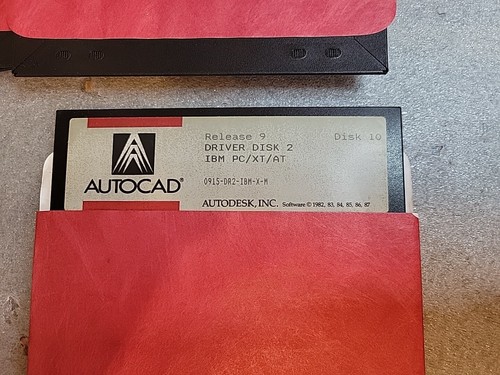 Release 9 Disk 10
DRIVER DISK 2
IBM PC/XT/AT
0915-DR2-IBM-X-M
AUTOCAD®
AUTODESK, INC. Software © 1982, 83, 84, 85, 86, 87